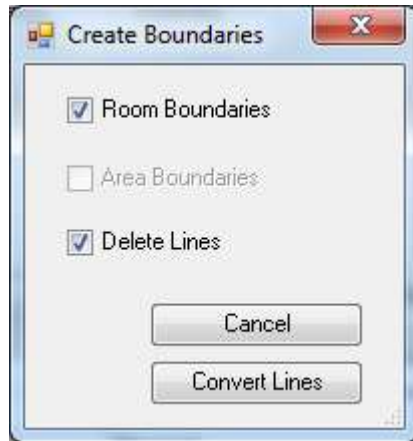 Create Boundaries
Room Boundaries
Area Boundaries
Delete Lines
Cancel
Convert Lines